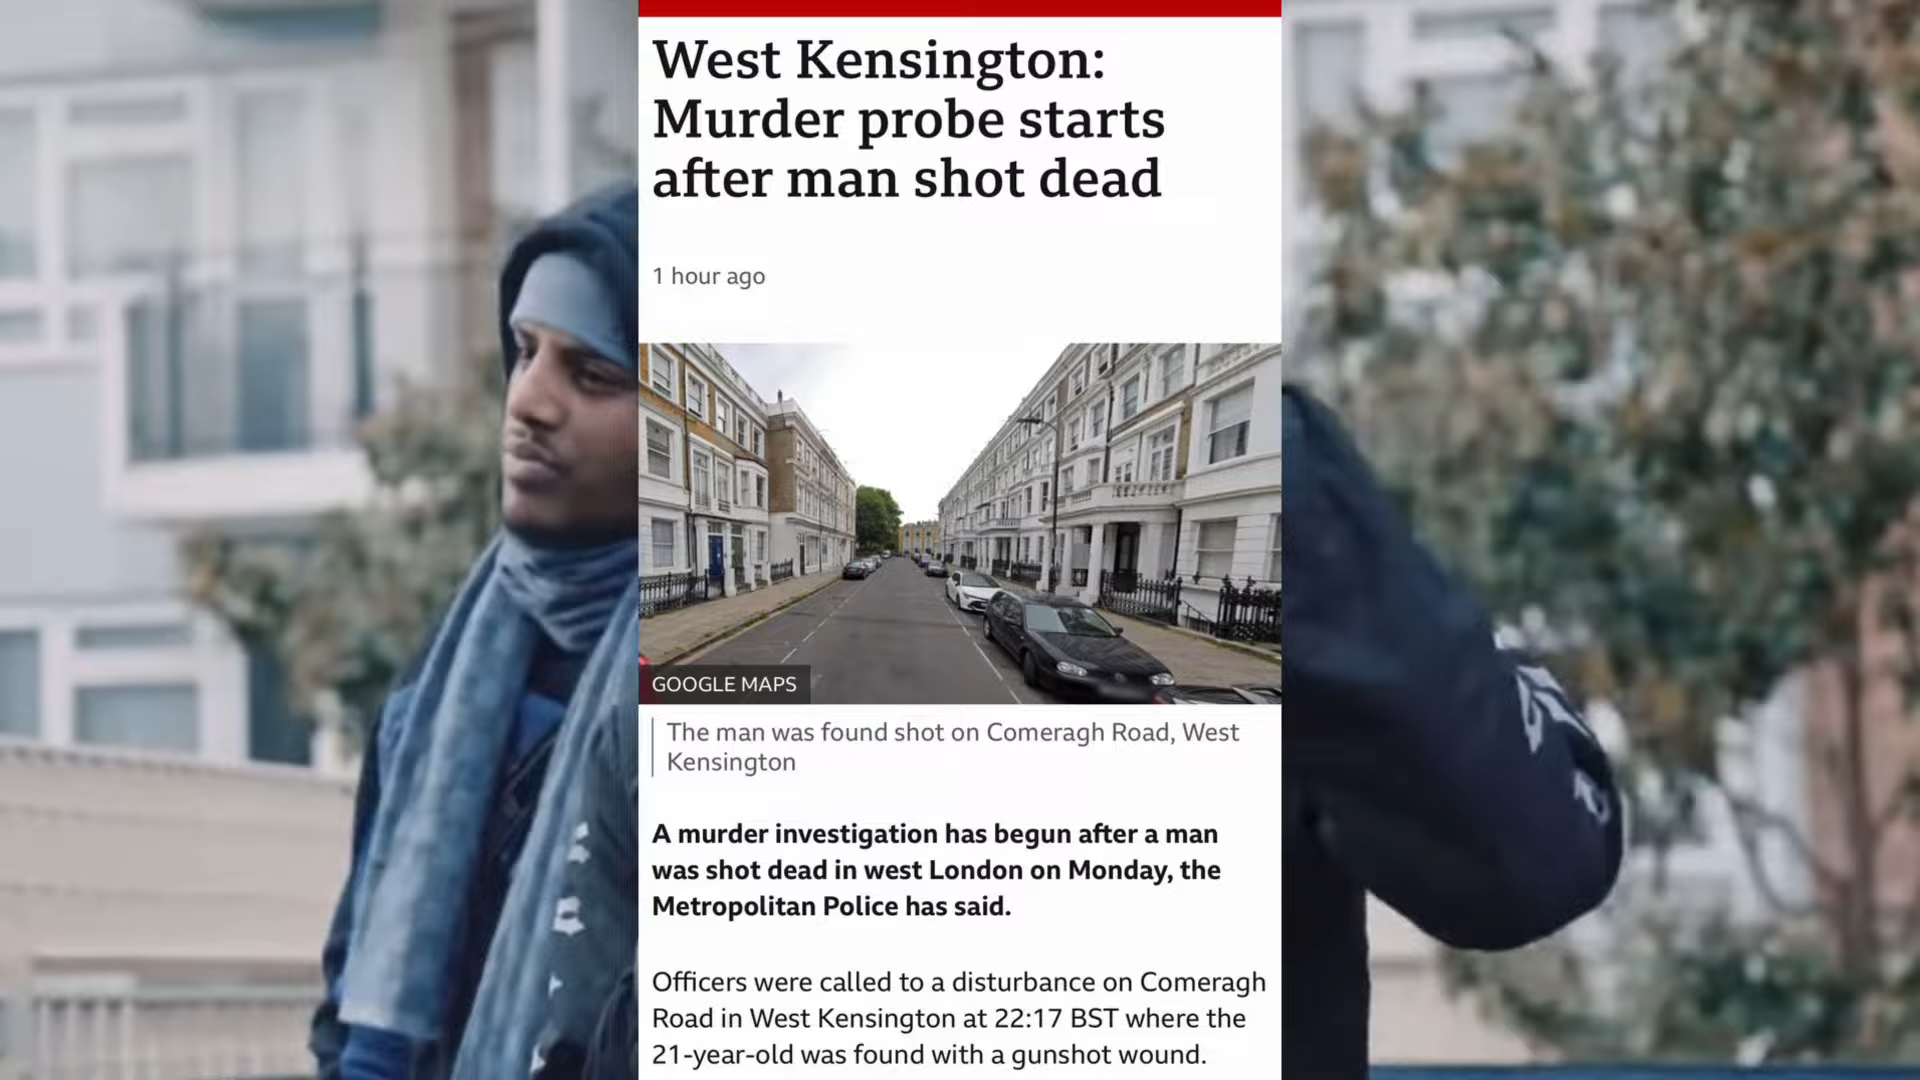 West Kensington:
Murder probe starts
after man shot dead
1 hour ago
GOOGLE MAPS
The man was found shot on Comeragh Road, West
Kensington
A murder investigation has begun after a man
was shot dead in west London on Monday, the
Metropolitan Police has said.
Officers were called to a disturbance on Comeragh
Road in West Kensington at 22:17 BST where the
21-year-old was found with a gunshot wound.